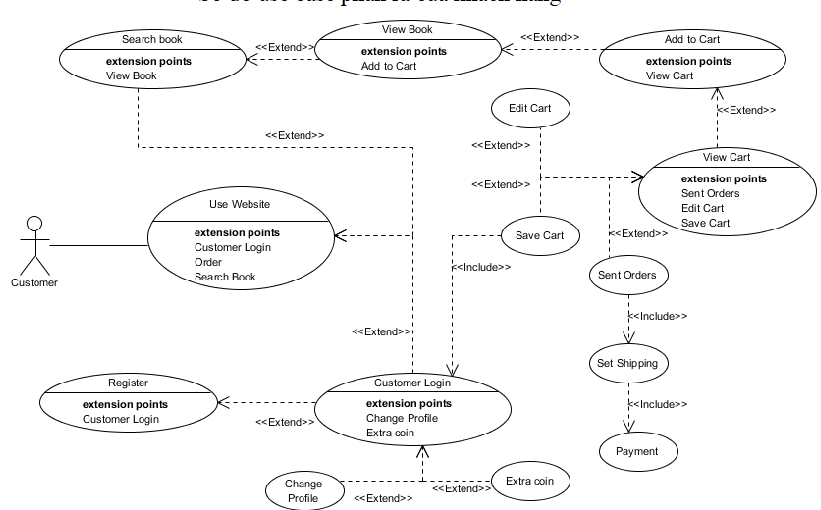 Search book
extension points
View Book
<<Extend>>
View Book
extension points
Add to Cart
<<Extend>>
Add to Cart
extension points
View Cart
<<Extend>>
Edit Cart
<<Extend>>
<<Extend>>
<<Extend>>
View Cart
extension points
Sent Orders
Edit Cart
Save Cart
Use Website
extension points
Customer Login
Order
Search Book
Customer
Save Cart
<<Extend>>
<<Include>>
Sent Orders
<<Include>>
<<Extend>>
Set Shipping
Register
extension points
Customer Login
<<Extend>>
Customer Login
extension points
Change Profile
Extra coin
<<Include>>
Payment
Change
Profile
<<Extend>>
<<Extend>>
Extra coin